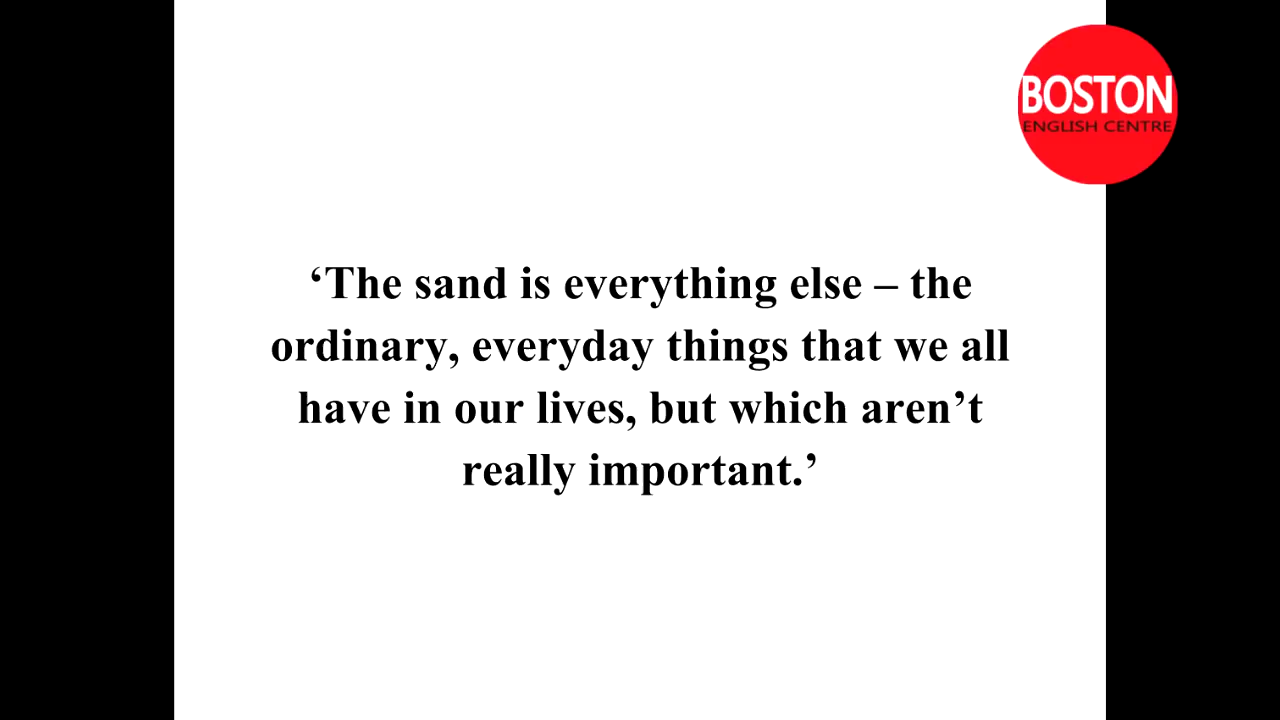 BOSTON
ENGLISH CENTRE
‘The sand is everything else – the
ordinary, everyday things that we all
have in our lives, but which aren’t
really important.’